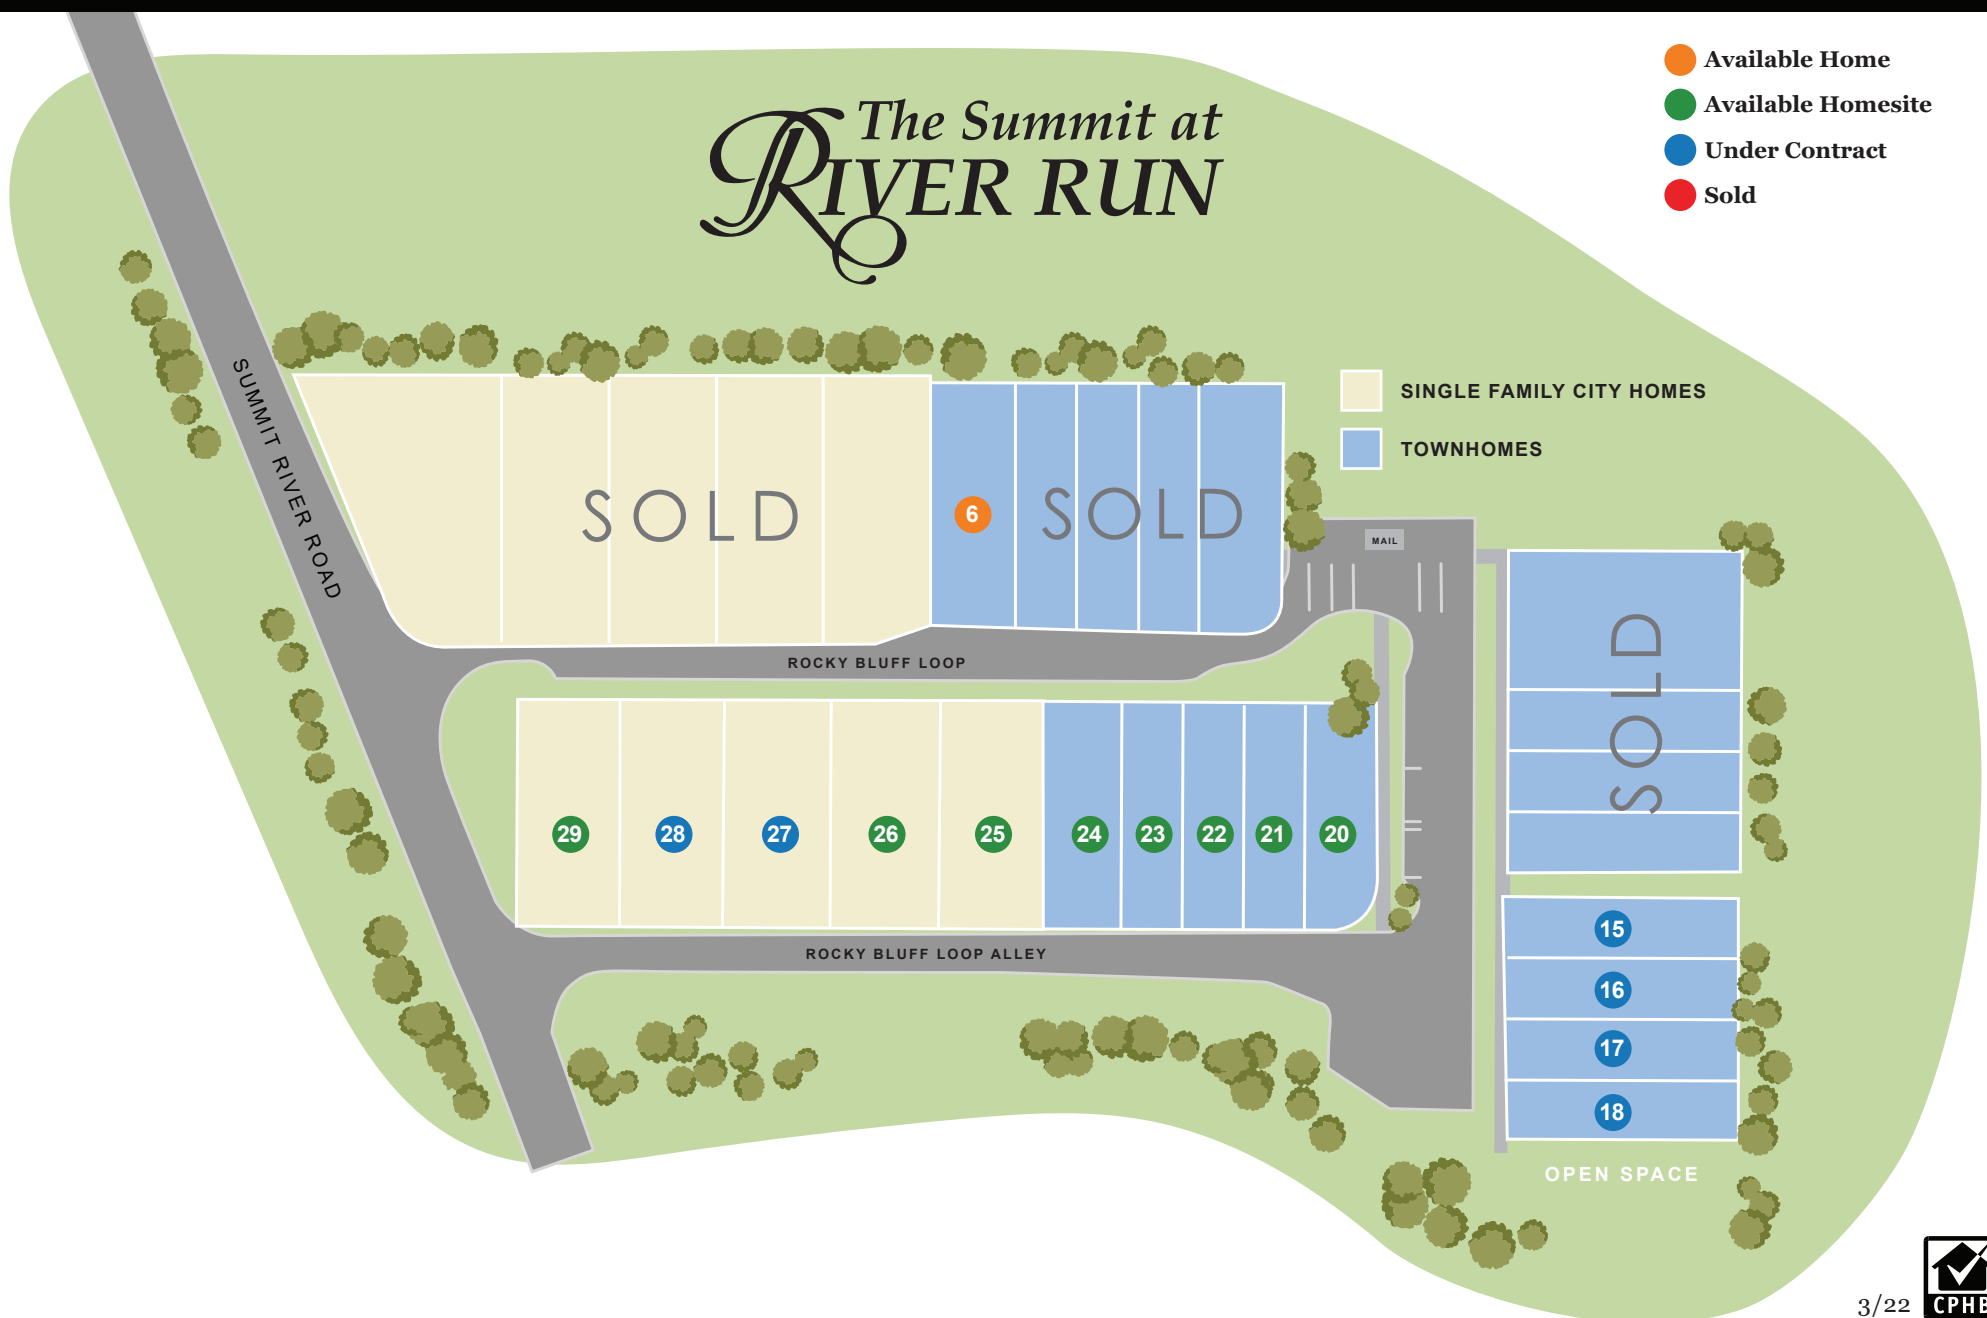 The Summit at
RIVER RUN
Available Home
Available Homesite
Under Contract
Sold
SINGLE FAMILY CITY HOMES
TOWNHOMES
SUMMIT RIVER ROAD
SOLD
6
SOLD
MAIL
ROCKY BLUFF LOOP
SOLD
29
28
27
26
25
24
23
22
21
20
ROCKY BLUFF LOOP ALLEY
15
16
17
18
OPEN SPACE
3/22
CPHB